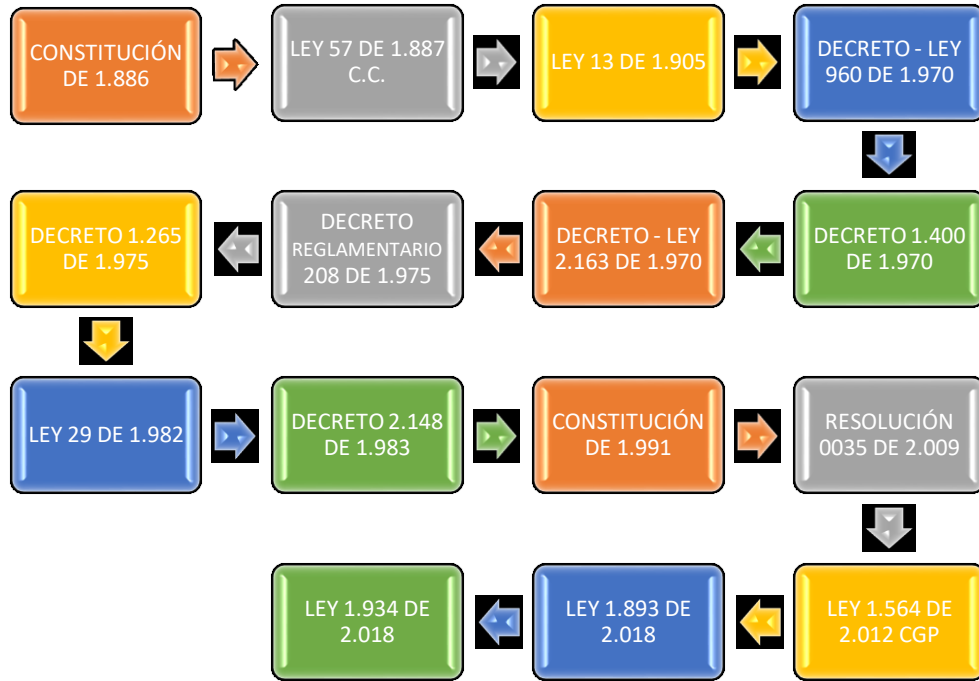 CONSTITUCIÓN
DE 1.886
LEY 57 DE 1.887
C.C.
LEY 13 DE 1.905
DECRETO - LEY
960 DE 1.970
DECRETO 1.400
DE 1.970
DECRETO - LEY
2.163 DE 1.970
DECRETO
REGLAMENTARIO
208 DE 1.975
DECRETO 1.265
DE 1.975
LEY 29 DE 1.982
DECRETO 2.148
DE 1.983
CONSTITUCIÓN
DE 1.991
RESOLUCIÓN
0035 DE 2.009
LEY 1.564 DE
2.012 CGP
LEY 1.893 DE
2.018
LEY 1.934 DE
2.018